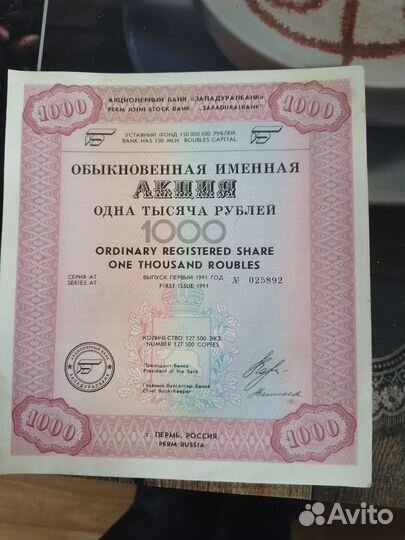 1000
АКЦИОНЕРНЫЙ БАНК «ЗАПАДУРАЛБАНК»
PERM JOINT-STOCK BANK „ZAPADURALBANK"
1000
УСТАВНЫЙ ФОНД 150 000 000 РУБЛЕЙ
BANK HAS 150 MLN ROUBLES CAPITAL
ОБЫКНОВЕННАЯ ИМЕННАЯ
АКЦИЯ
ОДНА ТЫСЯЧА РУБЛЕЙ
1000
ORDINARY REGISTERED SHARE
ONE THOUSAND ROUBLES
СЕРИЯ АТ
SERIES AT
ВЫПУСК ПЕРВЫЙ 1991 ГОД
FIRST ISSUE 1991
№ 025892
КОЛИЧЕСТВО 127 500 ЭКЗ.
NUMBER 127 500 COPIES
АКЦИОНЕРНЫЙ БАНК
ЗАПАДУРАЛБАНК
Президент банка
President of the Bank
Главный бухгалтер банка
Chief Book-Keeper
1000
г. ПЕРМЬ, РОССИЯ
PERM RUSSIA
1000
Avito